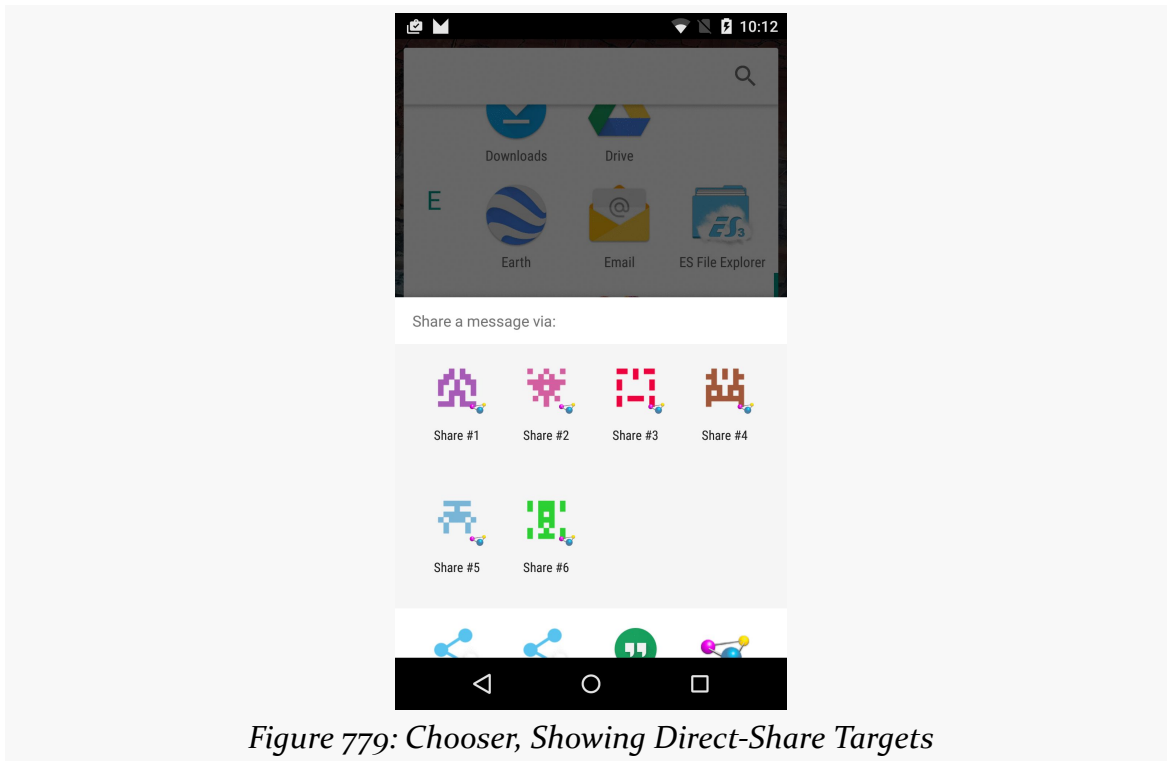 10:12
Downloads Drive
E
Earth Email ES File Explorer
Share a message via:
Share #1 Share #2 Share #3 Share #4
Share #5 Share #6
Figure 779: Chooser, Showing Direct-Share Targets